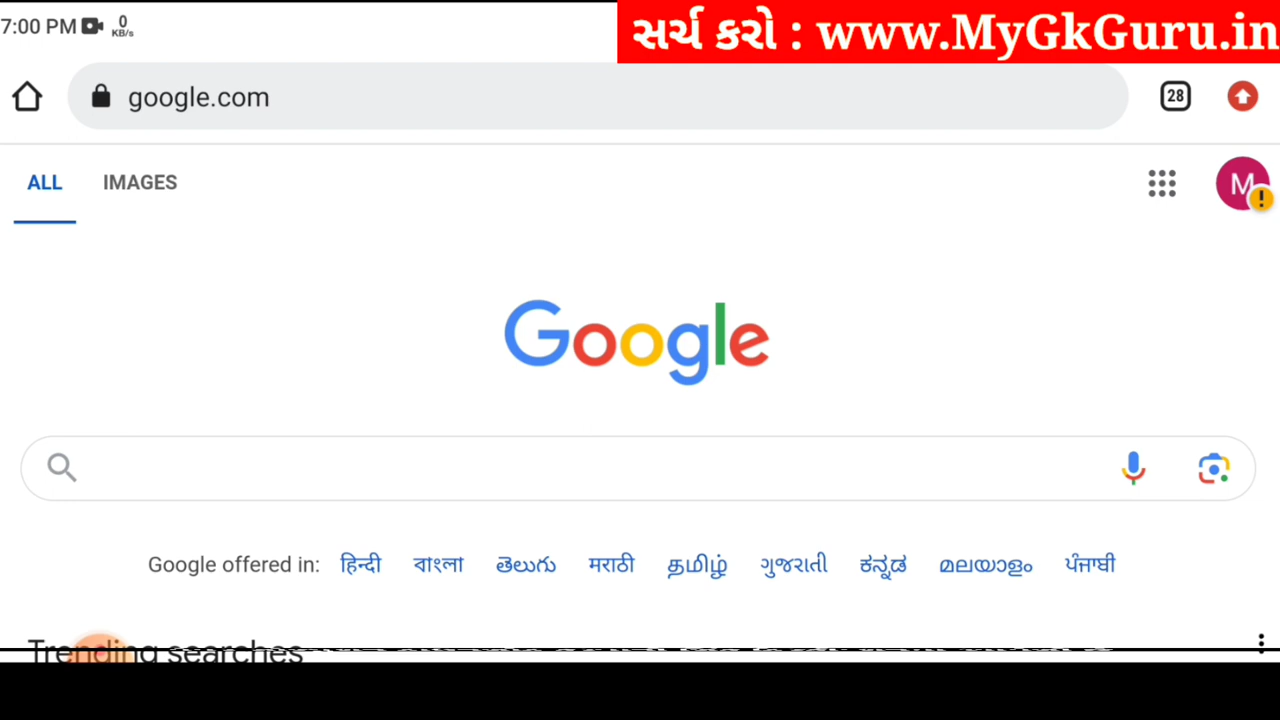 7:00 PM 0 KB/s
સર્ચ કરો : www.MyGkGuru.in
google.com
28
ALL IMAGES
M
Google
Google offered in: हिन्दी বাংলা తెలుగు मराठी தமிழ் ગુજરાતી ಕನ್ನಡ മലയാളം ਪੰਜਾਬੀ
Trending searches